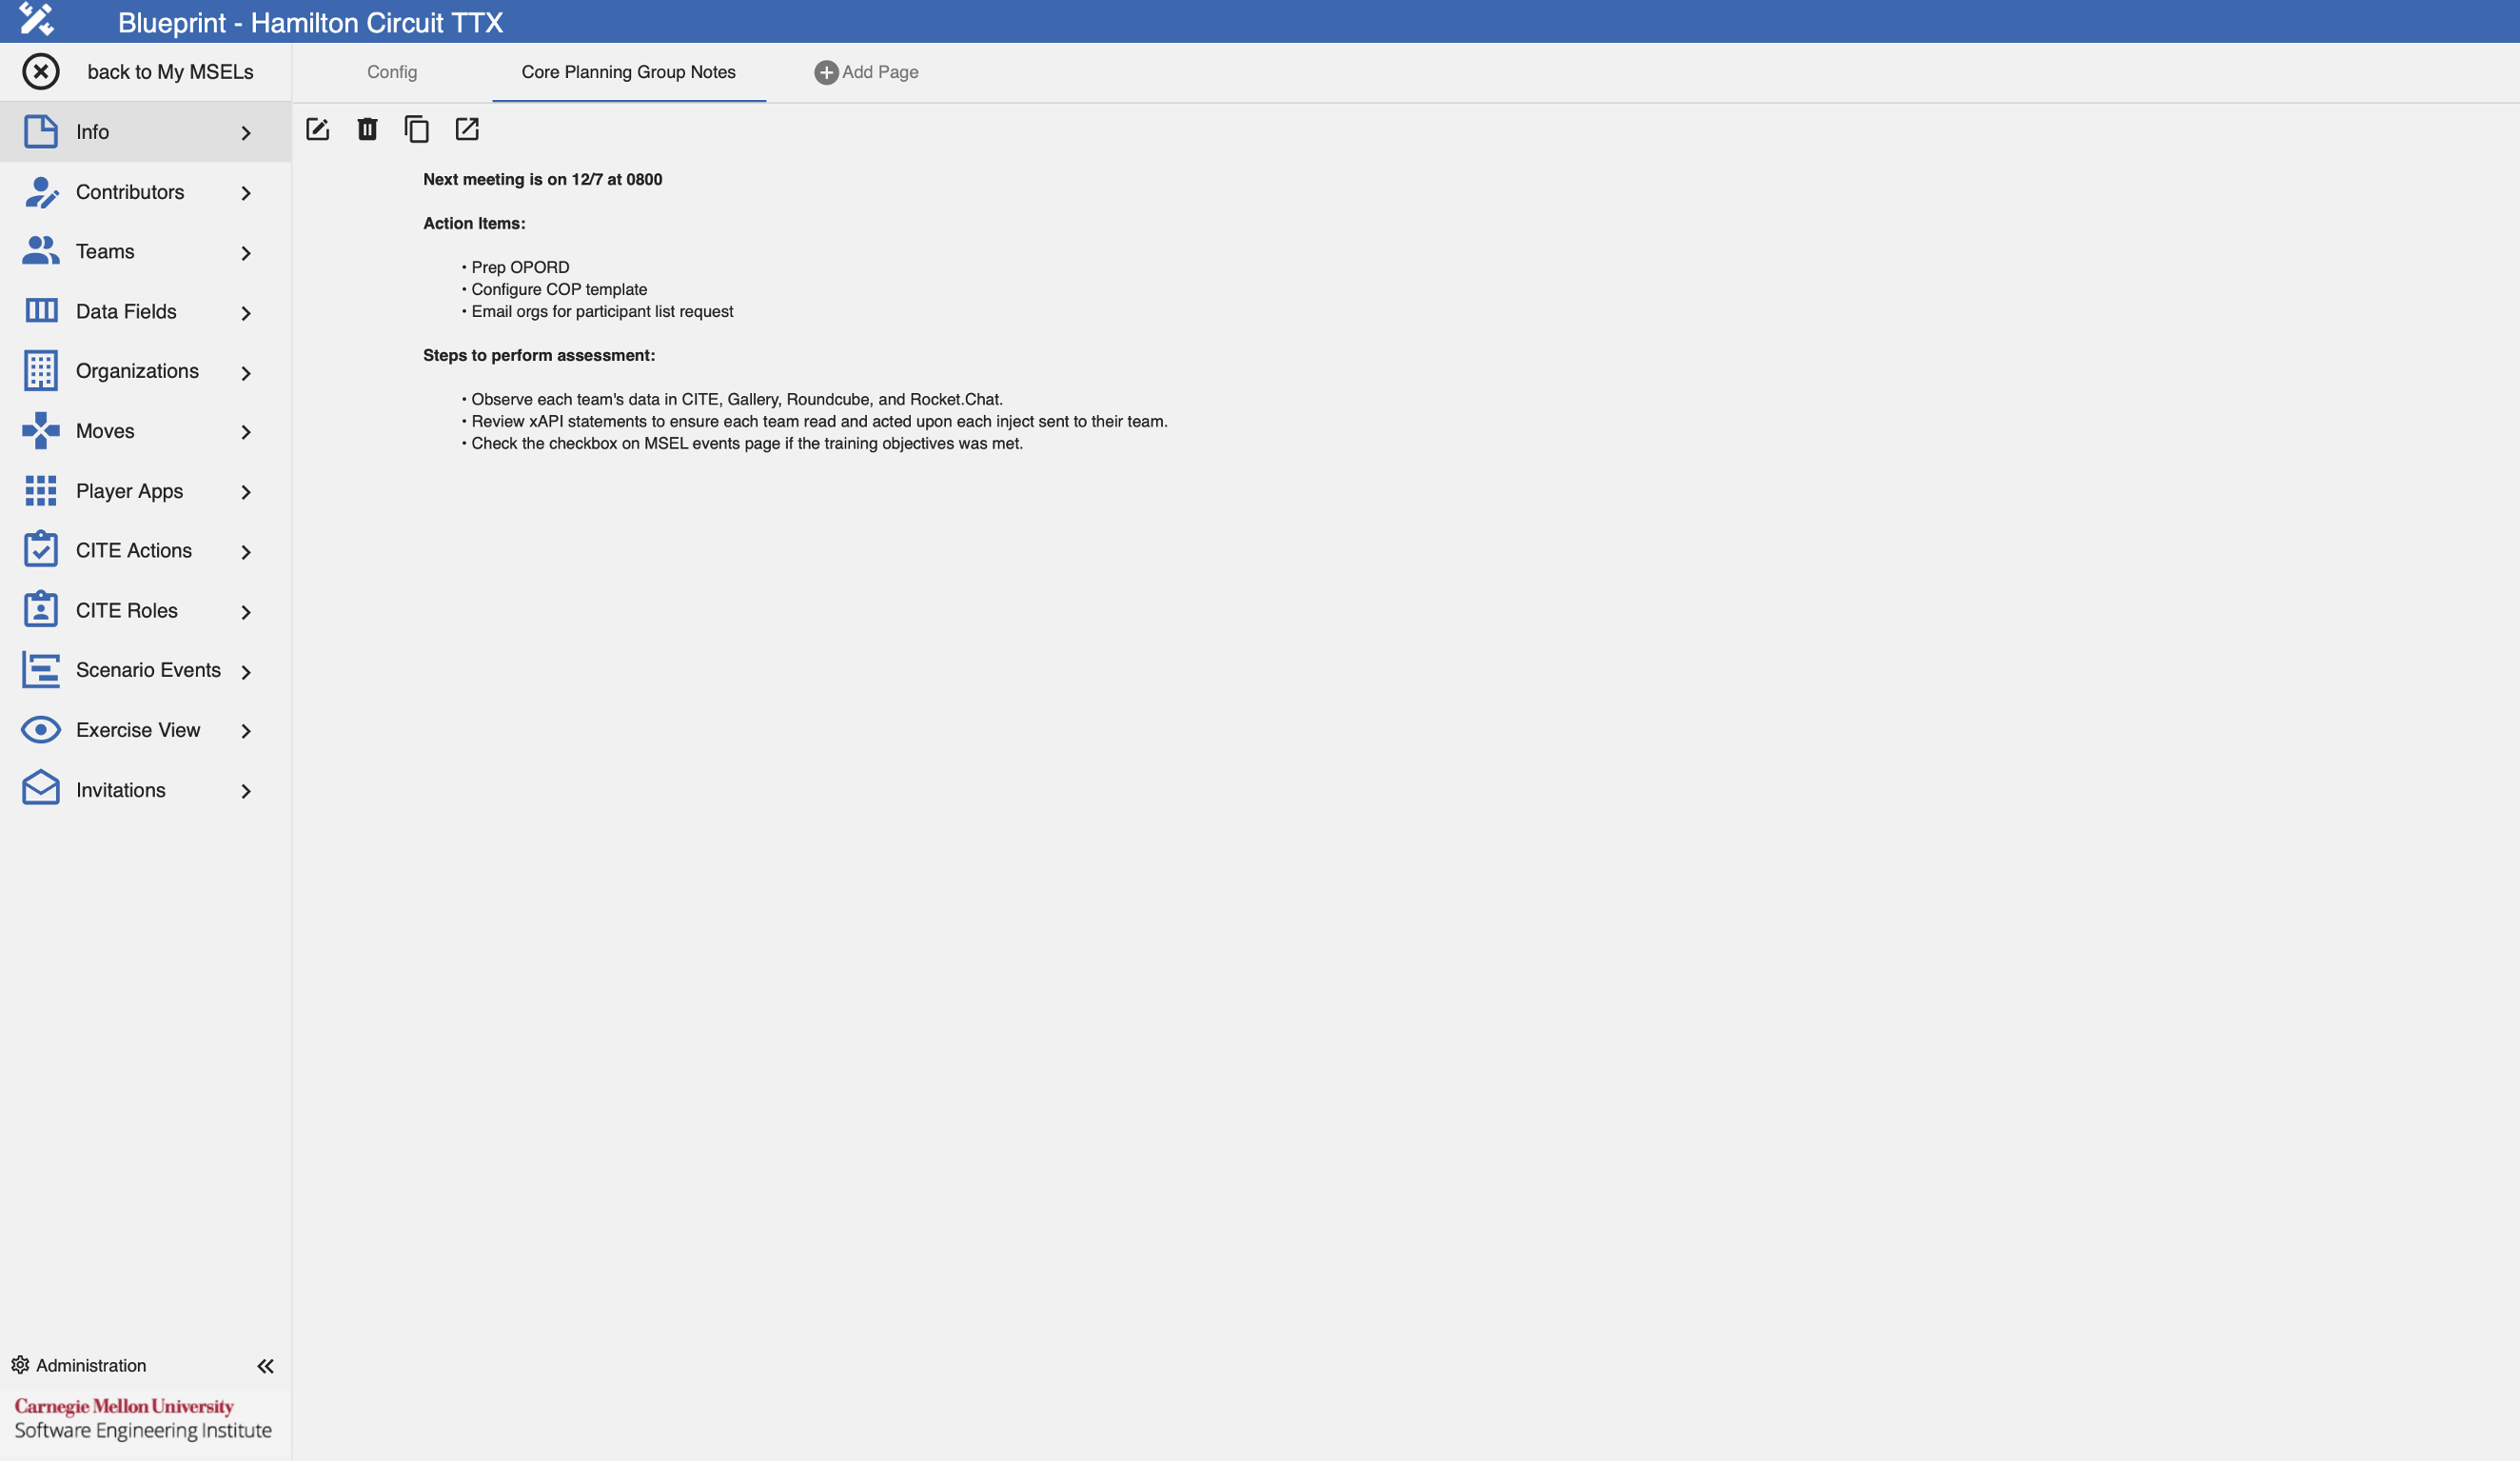 Blueprint - Hamilton Circuit TTX
back to My MSELs
Config
Core Planning Group Notes
Add Page
Info
Contributors
Teams
Data Fields
Organizations
Moves
Player Apps
CITE Actions
CITE Roles
Scenario Events
Exercise View
Invitations
Next meeting is on 12/7 at 0800
Action Items:
• Prep OPORD
• Configure COP template
• Email orgs for participant list request
Steps to perform assessment:
• Observe each team's data in CITE, Gallery, Roundcube, and Rocket.Chat.
• Review xAPI statements to ensure each team read and acted upon each inject sent to their team.
• Check the checkbox on MSEL events page if the training objectives was met.
Administration
Carnegie Mellon University
Software Engineering Institute